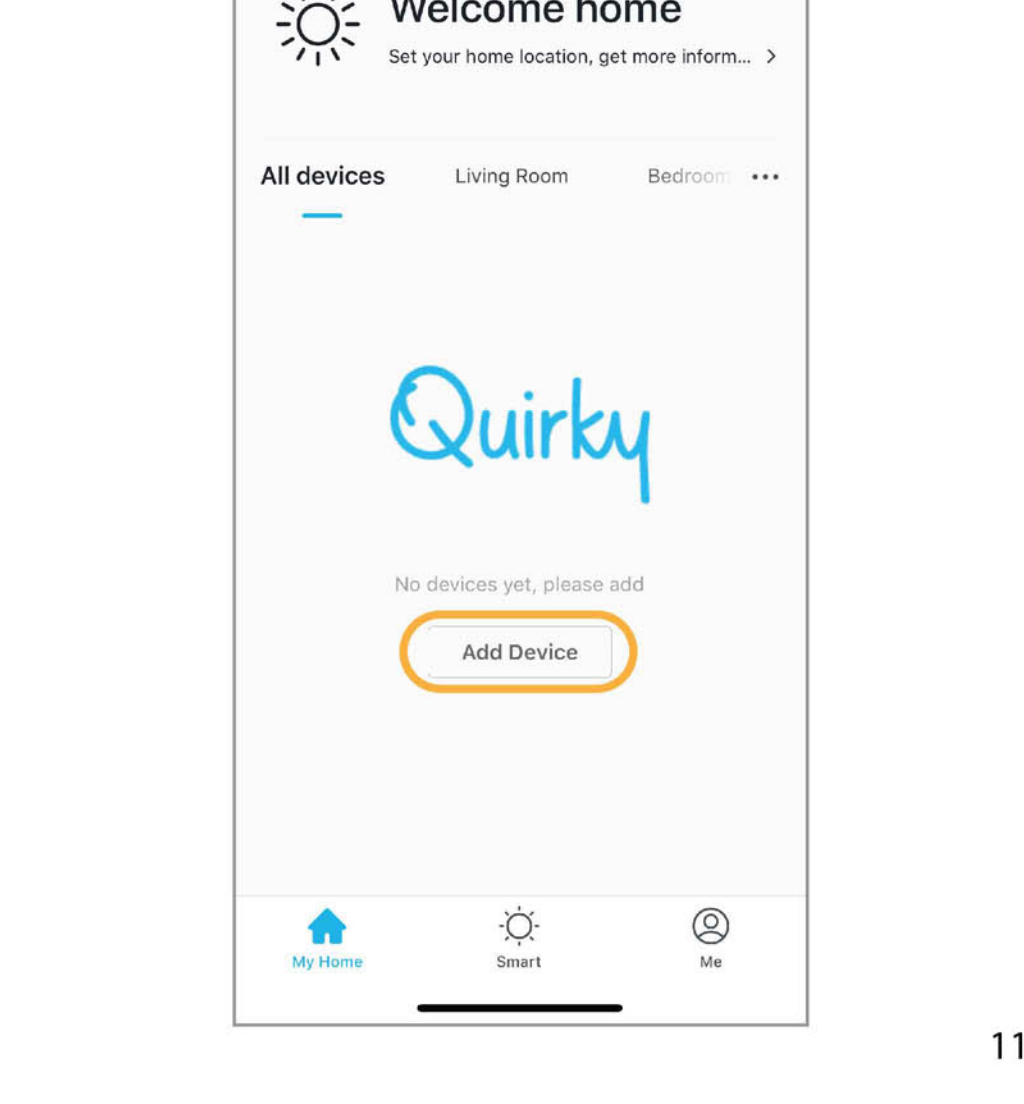 Welcome home
Set your home location, get more inform... >
All devices Living Room Bedroom ...
Quirky
No devices yet, please add
Add Device
My Home Smart Me
11